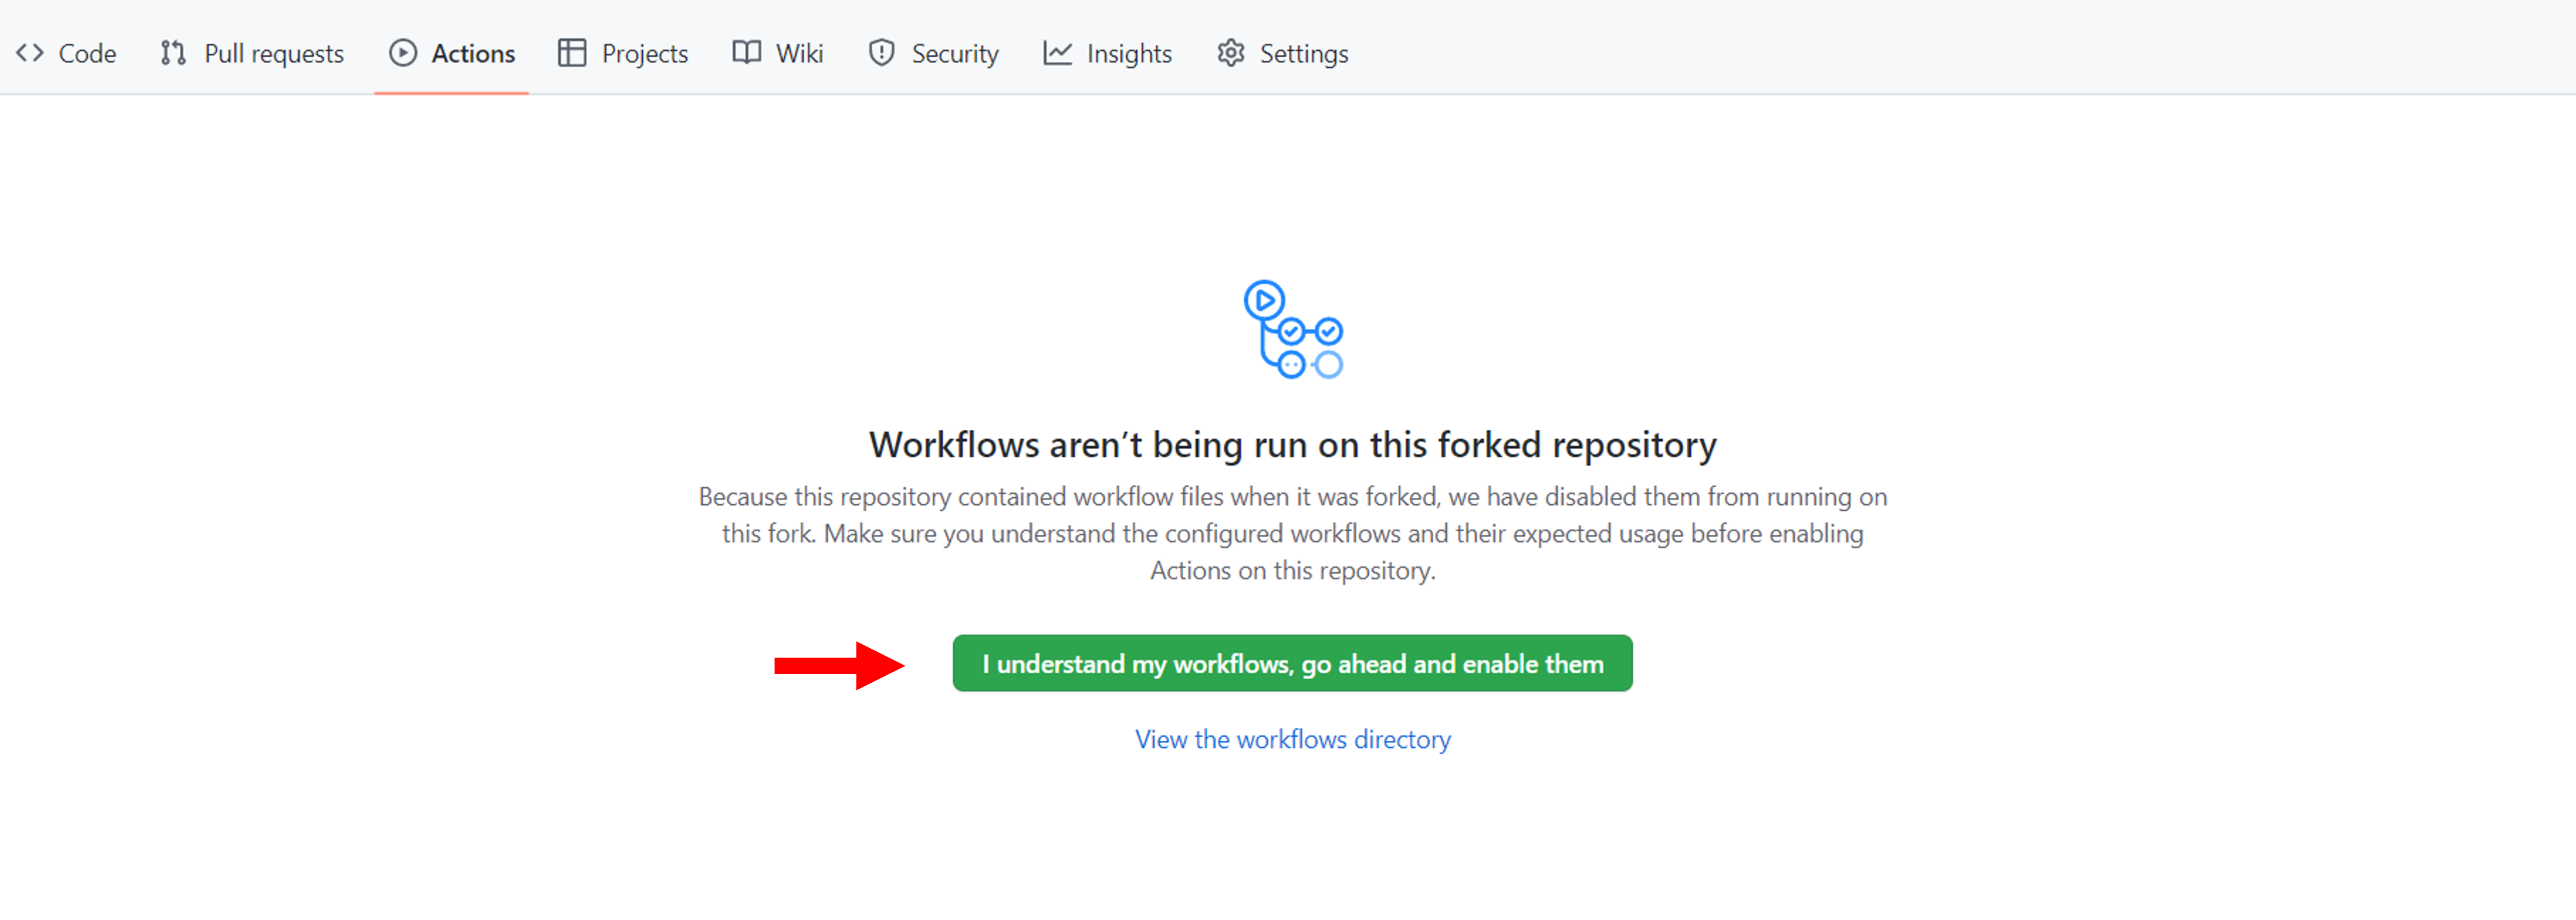 Code Pull requests Actions Projects Wiki Security Insights Settings
Workflows aren’t being run on this forked repository
Because this repository contained workflow files when it was forked, we have disabled them from running on
this fork. Make sure you understand the configured workflows and their expected usage before enabling
Actions on this repository.
I understand my workflows, go ahead and enable them
View the workflows directory